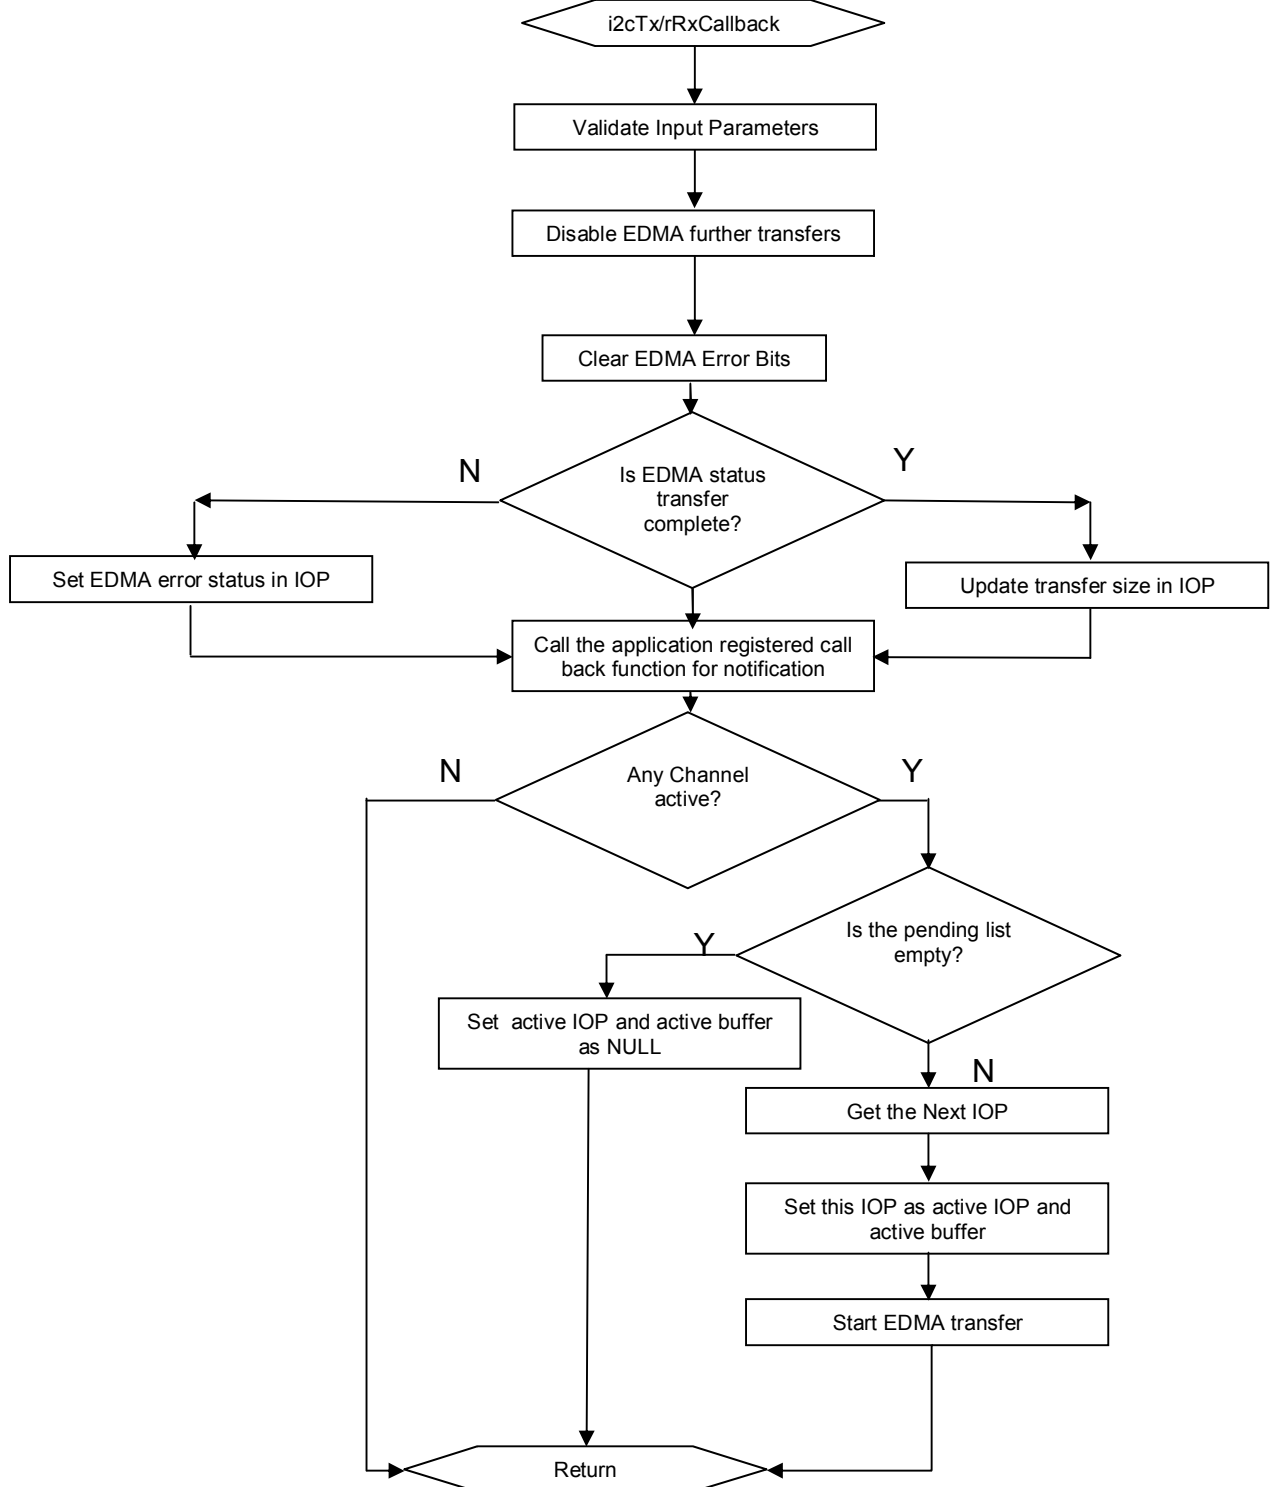 i2cTx/rRxCallback
Validate Input Parameters
Disable EDMA further transfers
Clear EDMA Error Bits
N
Y
Is EDMA status
transfer
complete?
Set EDMA error status in IOP
Update transfer size in IOP
Call the application registered call
back function for notification
N
Y
Any Channel
active?
Is the pending list
empty?
Y
Set active IOP and active buffer
as NULL
N
Get the Next IOP
Set this IOP as active IOP and
active buffer
Start EDMA transfer
Return